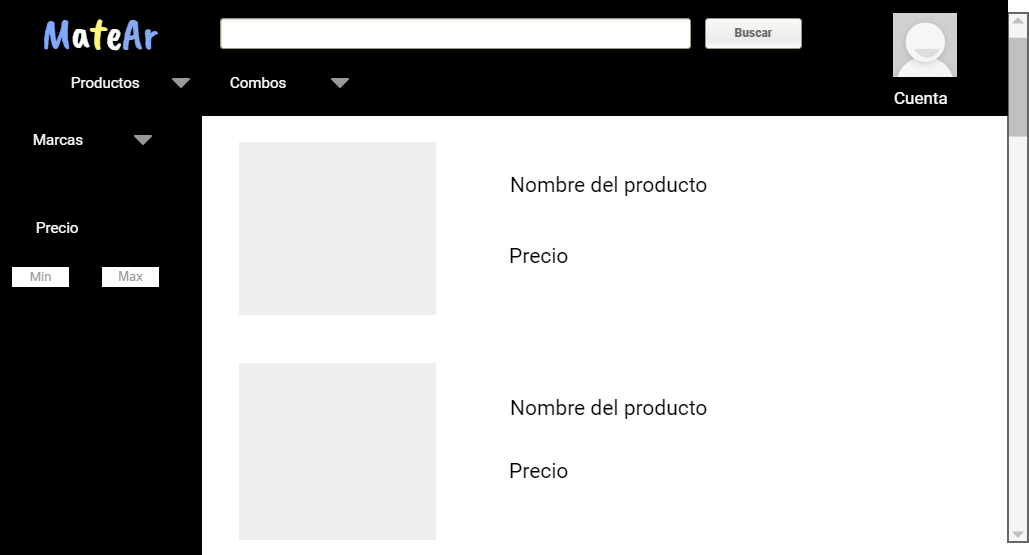 MateAr
Buscar
Productos
Combos
Cuenta
Marcas
Precio
Min
Max
Nombre del producto
Precio
Nombre del producto
Precio